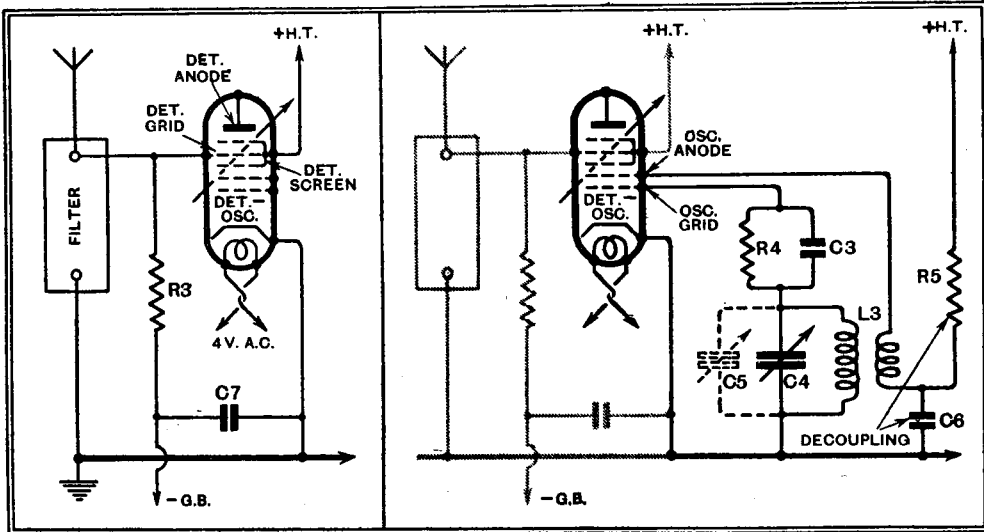 +H.T.
DET.
ANODE
DET.
GRID
DET.
SCREEN
DET.-
OSC.
FILTER
R3
4 V. A.C.
C7
-G.B.
+H.T.
+H.T.
OSC.
ANODE
DET.-
OSC.
OSC.
GRID
R4
C3
R5
L3
C5
C4
C6
DECOUPLING
-G.B.